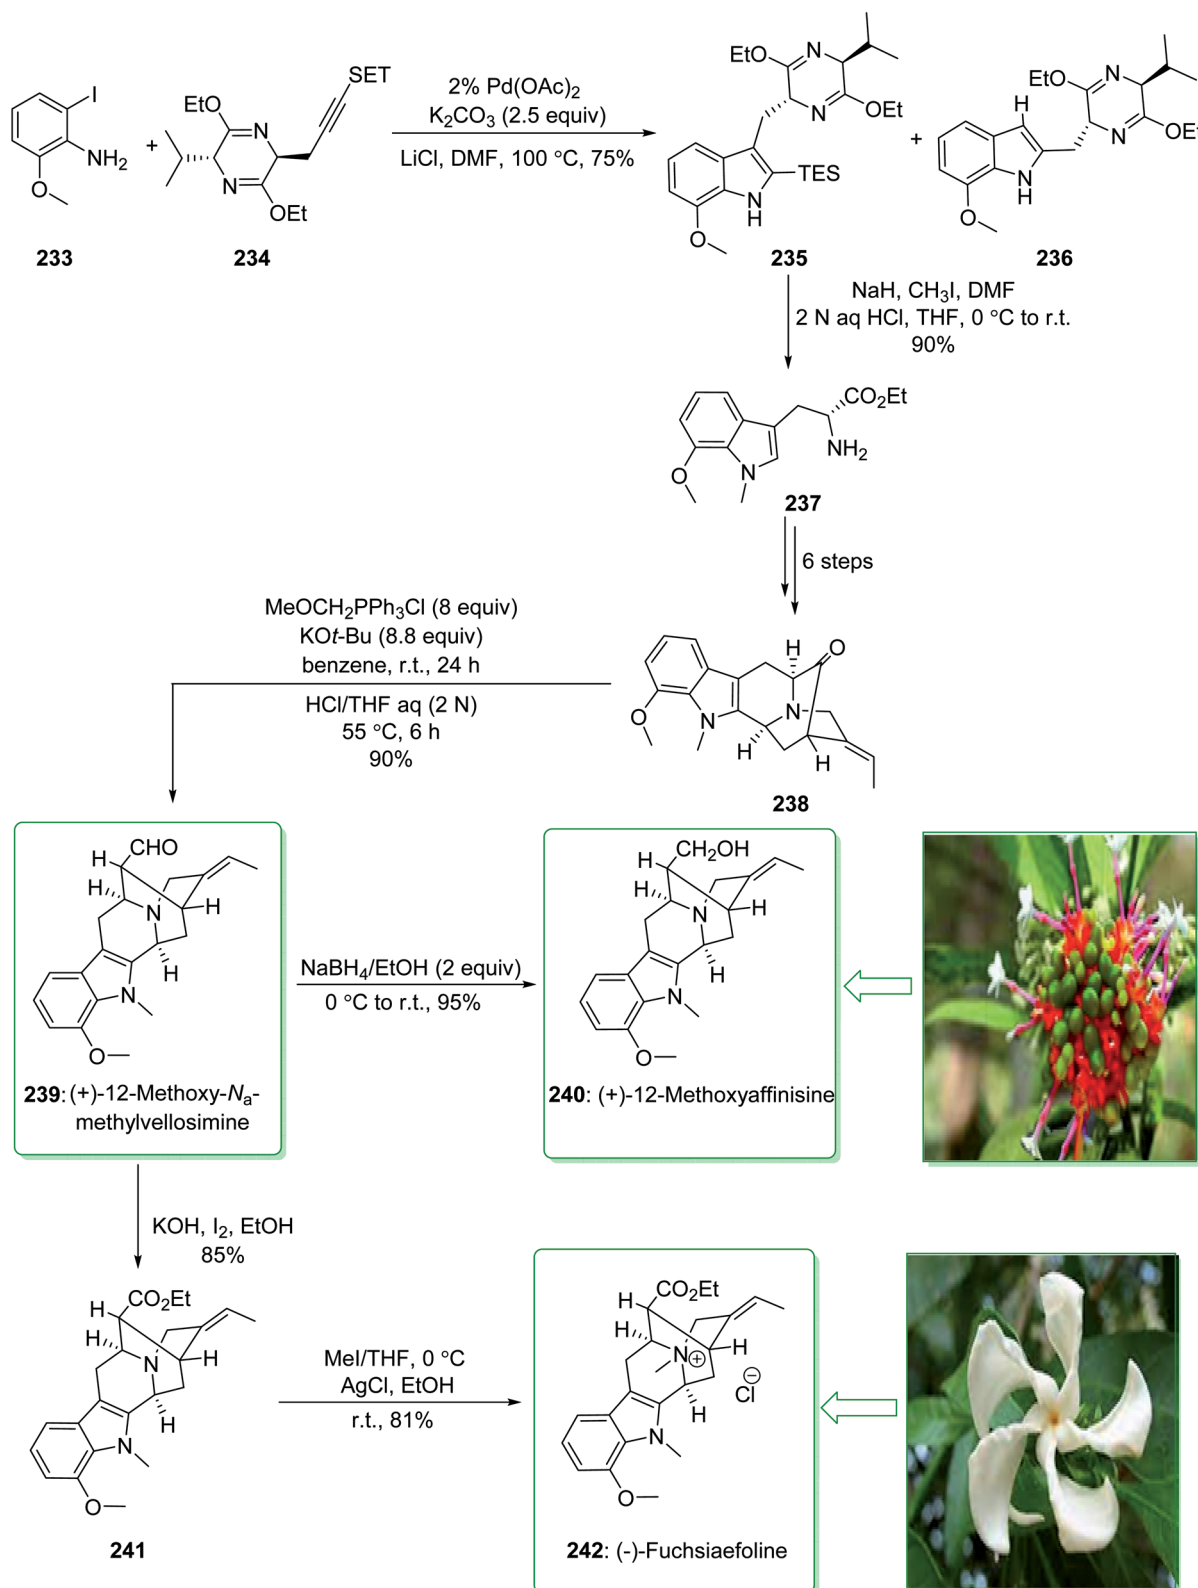 SET
I
EtO
N
NH₂
O
+
N
OEt
233
234
2% Pd(OAc)₂
K₂CO₃ (2.5 equiv)
LiCl, DMF, 100 °C, 75%
EtO
N
N
OEt
TES
N
H
O
235
+
EtO
N
H
N
OEt
N
H
O
236
NaH, CH₃I, DMF
2 N aq HCl, THF, 0 °C to r.t.
90%
CO₂Et
NH₂
O
N
237
6 steps
MeOCH₂PPh₃Cl (8 equiv)
KOt-Bu (8.8 equiv)
benzene, r.t., 24 h
HCl/THF aq (2 N)
55 °C, 6 h
90%
H
O
N
O
N
H
H
238
CHO
H
H
N
H
H
N
O
239: (+)-12-Methoxy-Nₐ-
methylvellosimine
NaBH₄/EtOH (2 equiv)
0 °C to r.t., 95%
CH₂OH
H
H
N
H
H
N
O
240: (+)-12-Methoxyaffinisine
KOH, I₂, EtOH
85%
CO₂Et
H
H
N
H
H
N
O
241
MeI/THF, 0 °C
AgCl, EtOH
r.t., 81%
CO₂Et
H
H
N
+
H
−
Cl
H
N
O
242: (-)-Fuchsiaefoline